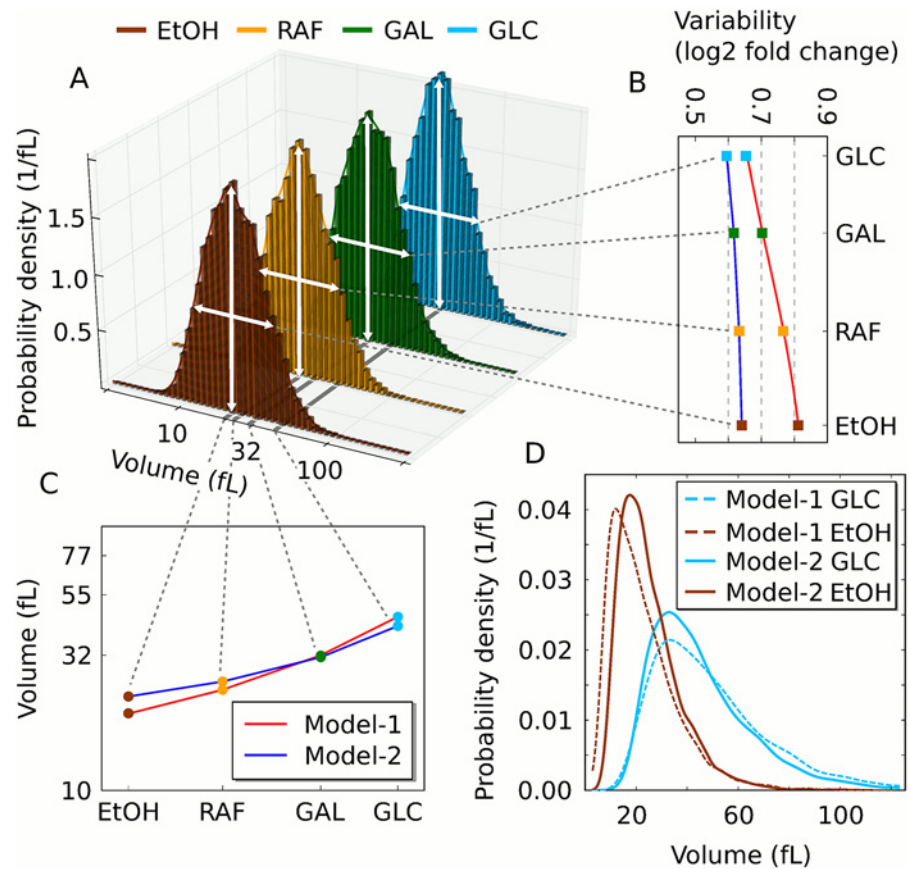 EtOH RAF GAL GLC
A
Probability density (1/fL)
1.5
1.0
0.5
10
32
100
Volume (fL)
Variability
(log2 fold change)
B
0.5
0.7
0.9
GLC
GAL
RAF
EtOH
C
Volume (fL)
77
55
32
10
Model-1
Model-2
EtOH RAF GAL GLC
D
Probability density (1/fL)
0.04
0.03
0.02
0.01
0.00
Model-1 GLC
Model-1 EtOH
Model-2 GLC
Model-2 EtOH
20 60 100
Volume (fL)